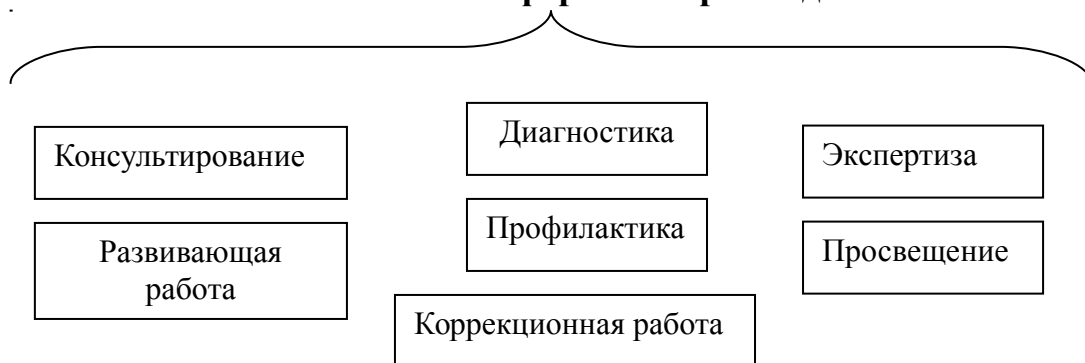 Консультирование
Развивающая
работа
Диагностика
Профилактика
Коррекционная работа
Экспертиза
Просвещение